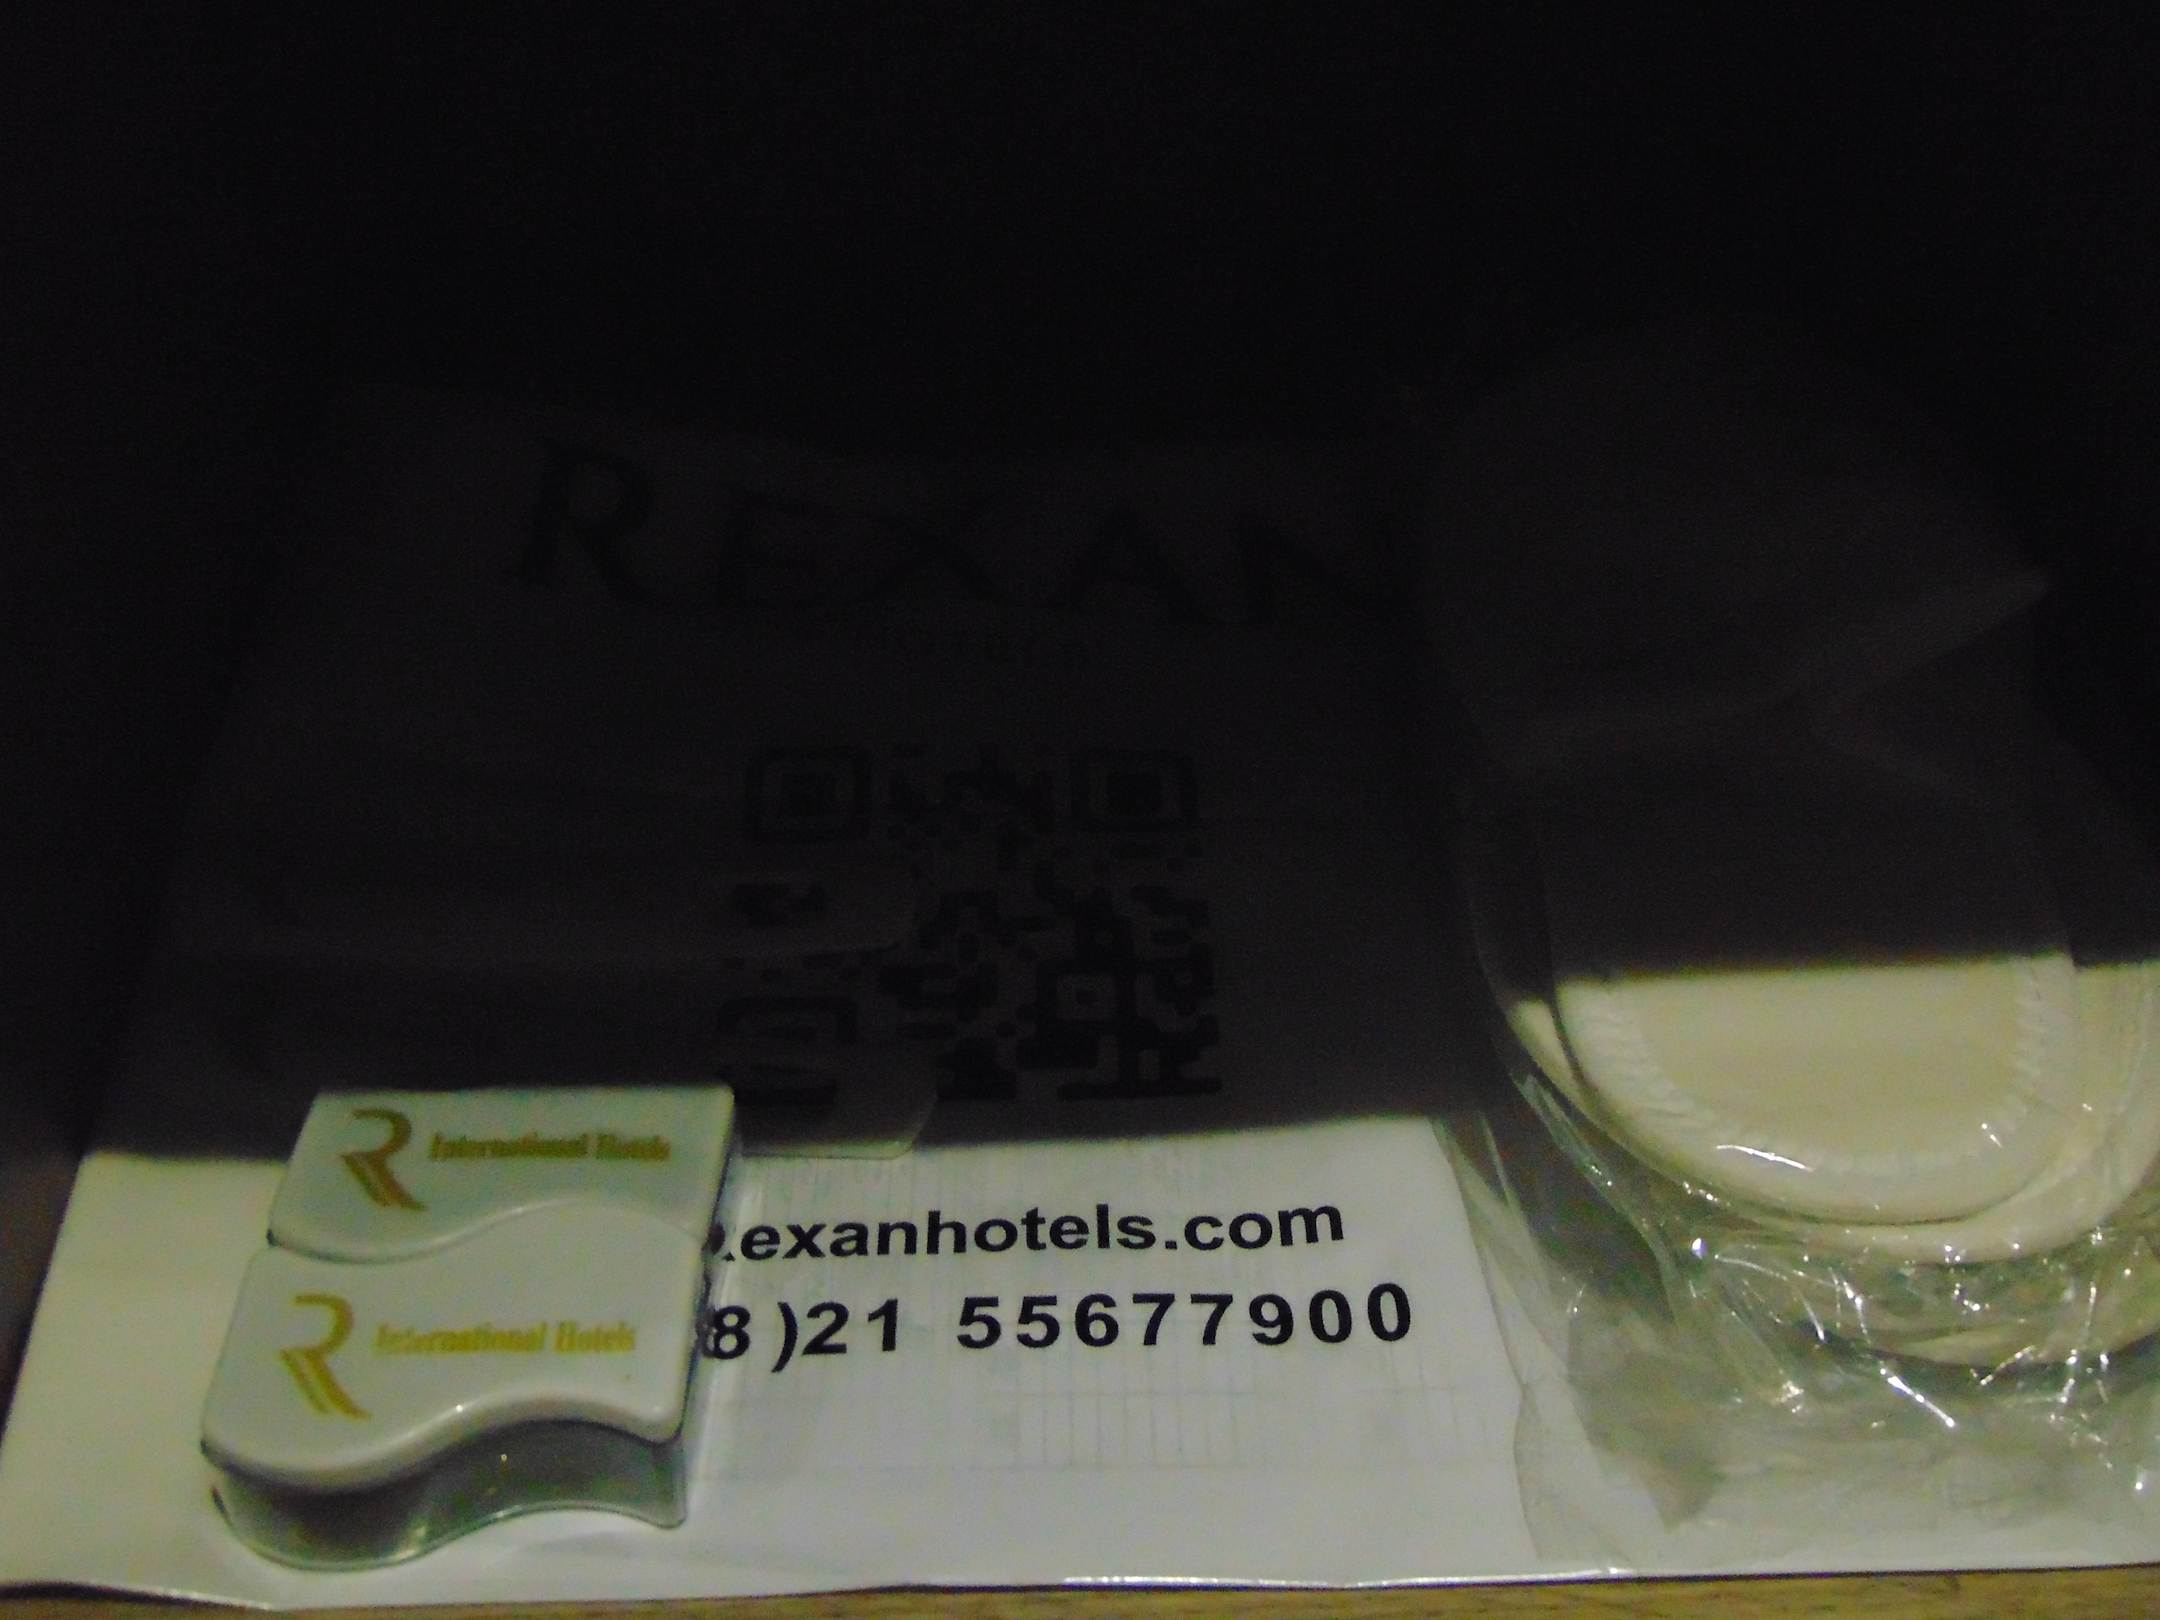 REXAN
R International Hotels
.exanhotels.com
R International Hotels
8 )21 55677900